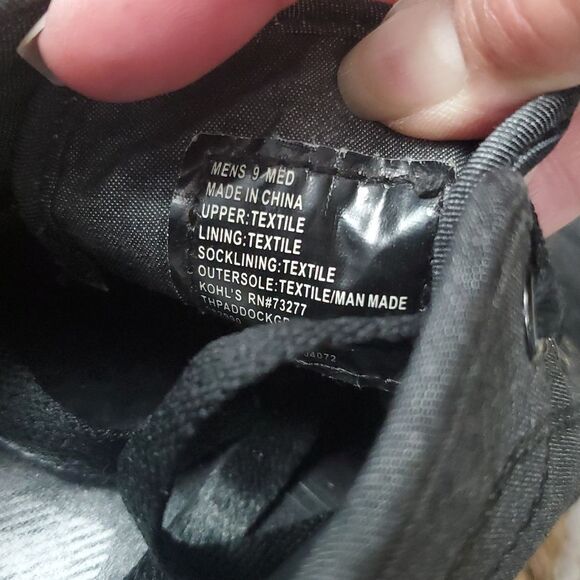 MENS 9 MED
MADE IN CHINA
UPPER:TEXTILE
LINING:TEXTILE
SOCKLINING:TEXTILE
OUTERSOLE:TEXTILE/MAN MADE
KOHL'S RN#73277